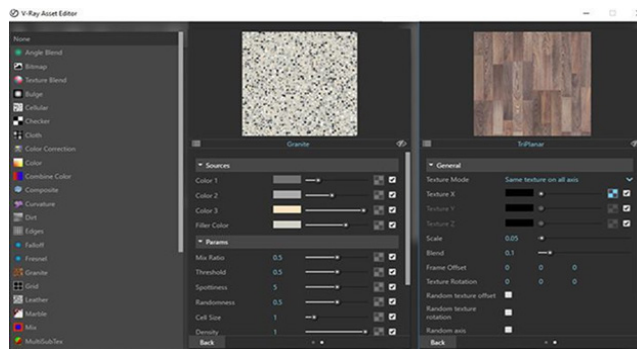 V-Ray Asset Editor
None
Angle Blend
Bitmap
Texture Blend
Bulge
Cellular
Checker
Cloth
Color Correction
Color
Combine Color
Composite
Curvature
Dirt
Edges
Falloff
Fresnel
Granite
Grid
Leather
Marble
Mix
MultiSubTex
Granite
Sources
Color 1
Color 2
Color 3
Filler Color
Params
Mix Ratio 0.5
Threshold 0.5
Spottiness 5
Randomness 0.5
Cell Size 1
Density 1
Back
TriPlanar
General
Texture Mode Same texture on all axis
Texture X
Texture Y
Texture Z
Scale 0.05
Blend 0.1
Frame Offset 0 0 0
Texture Rotation 0 0 0
Random texture offset
Random texture
rotation
Random axis
Back